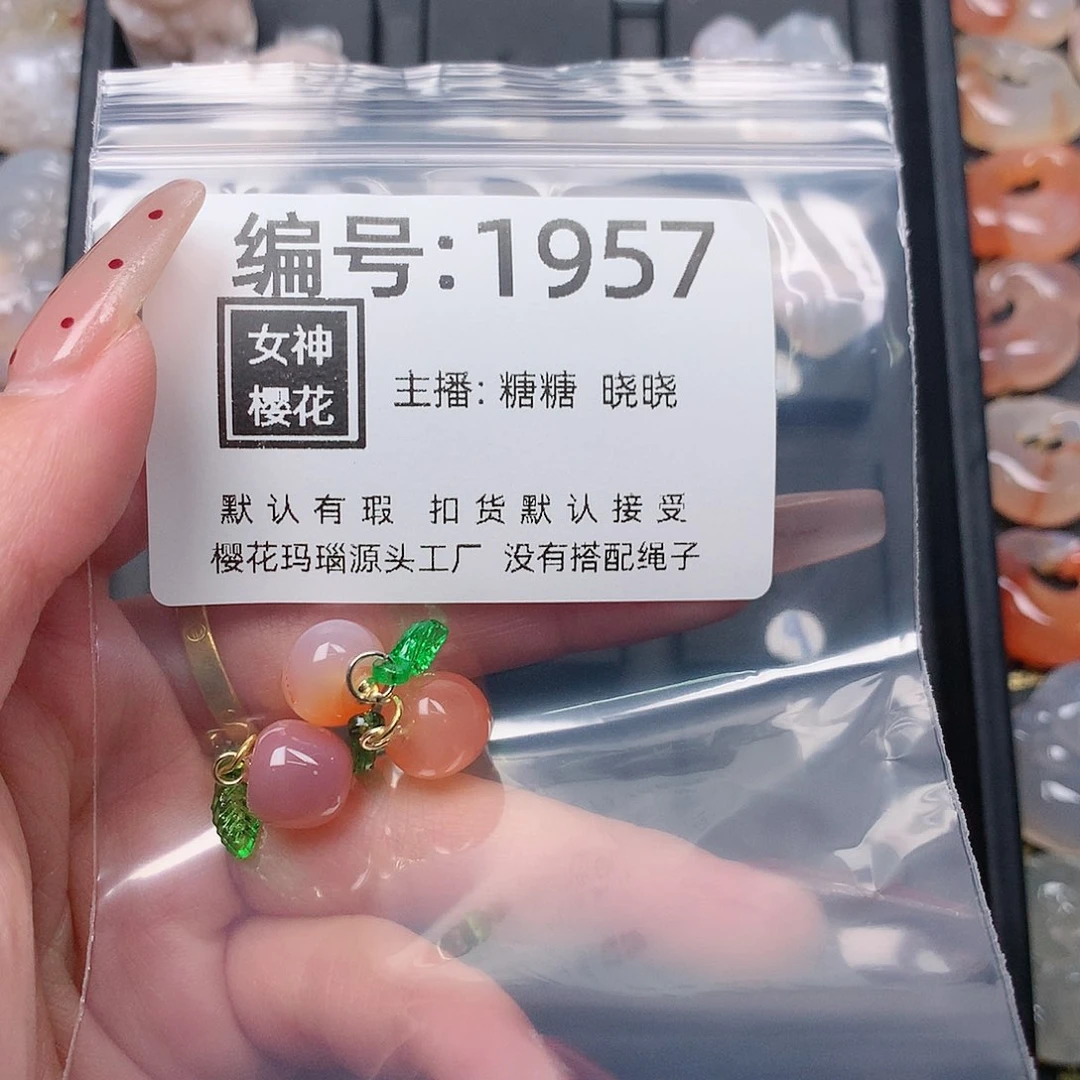 编号:1957
女神
樱花
主播: 糖糖 晓晓
默认有瑕 扣货默认接受
樱花玛瑙源头工厂 没有搭配绳子